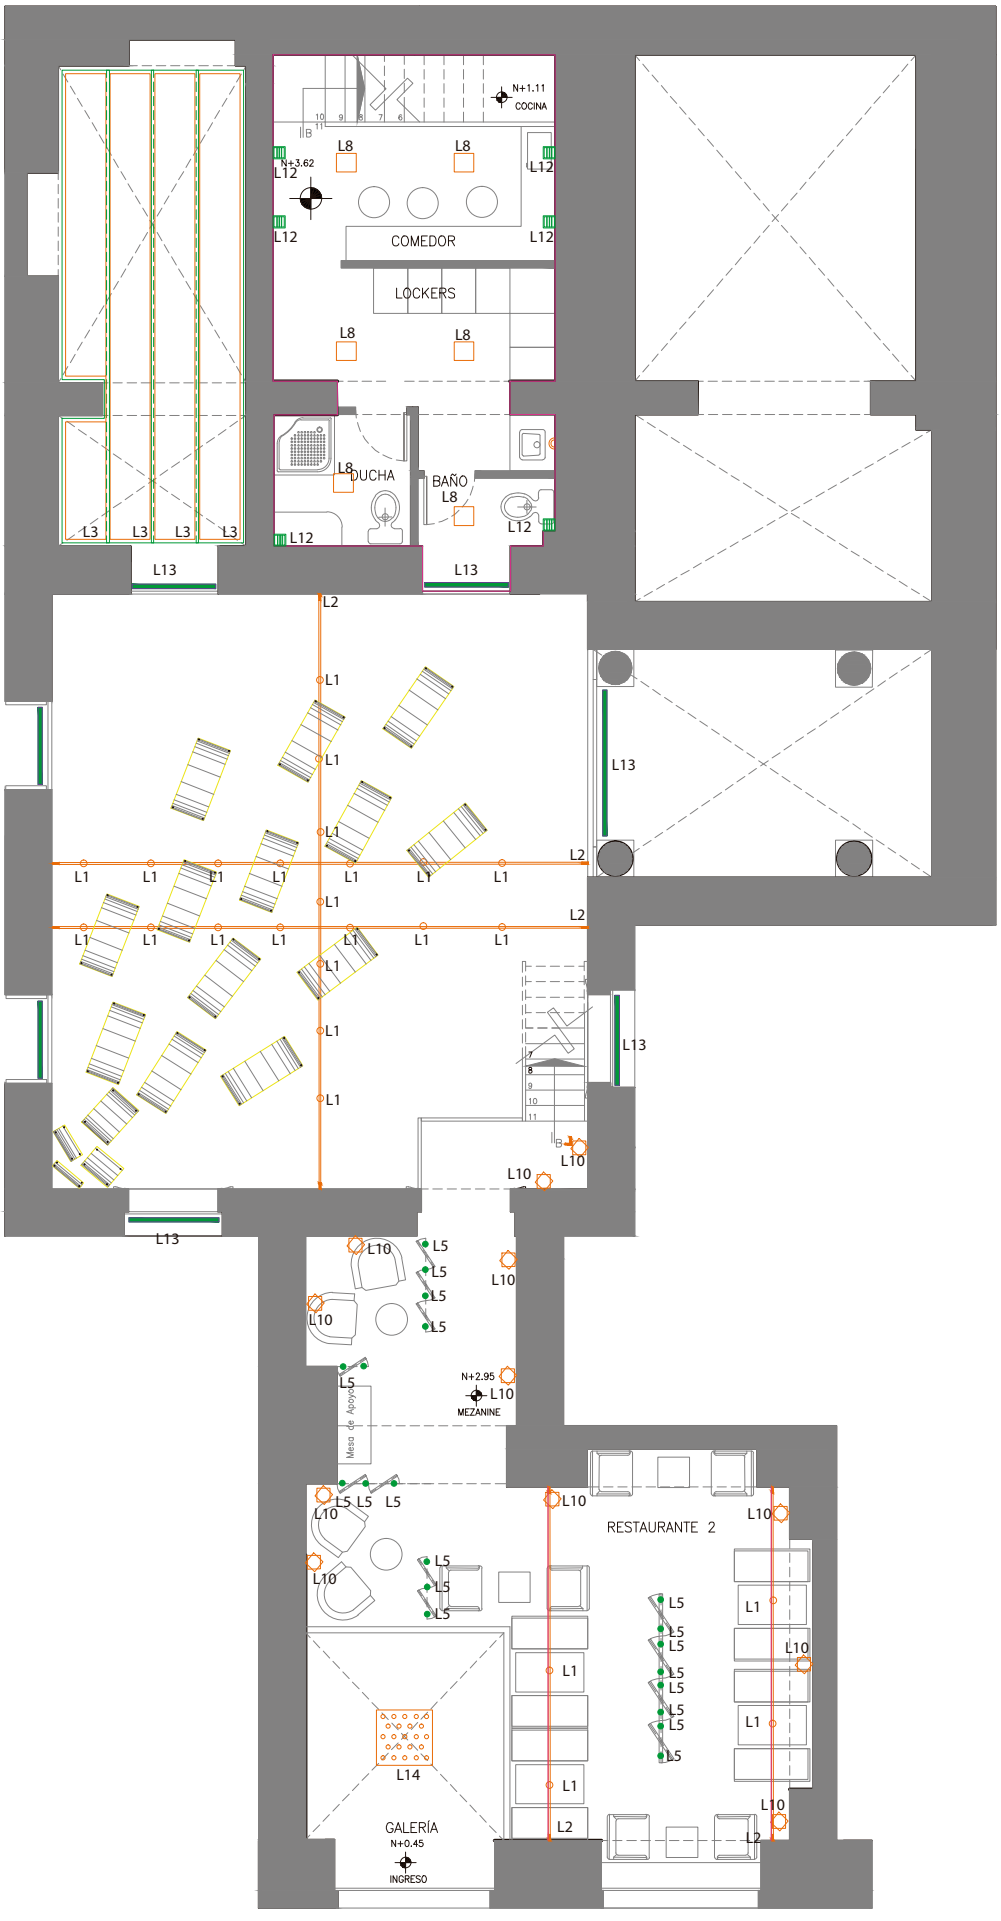 N+1.11
COCINA
10 9 8 7 6
11
B
N+3.62
L8 L8
L12 L12
L12 L12
COMEDOR
LOCKERS
L8 L8
L8
DUCHA
BAÑO
L8
L12
L12
L3 L3 L3 L3
L13
L13
L2
L1
L1
L13
L1
L2
L1 L1 L1 L1 L1 L1 L1
L2
L1 L1 L1 L1 L1 L1 L1
L1
L1
L13
7
8
9
10
11
L1
B
L10
L10
L13
L10
L5
L10
L5
L5
L10
L5
L5
N+2.95
L10
MEZANINE
Mesa de Apoyo
L5 L5 L5
L10
L10
L10
RESTAURANTE 2
L5
L10
L5
L5
L5
L1
L5
L5
L10
L1
L5
L5
L5
L1
L5
L5
L14
L1
L10
GALERÍA
L2
L2
N+0.45
INGRESO